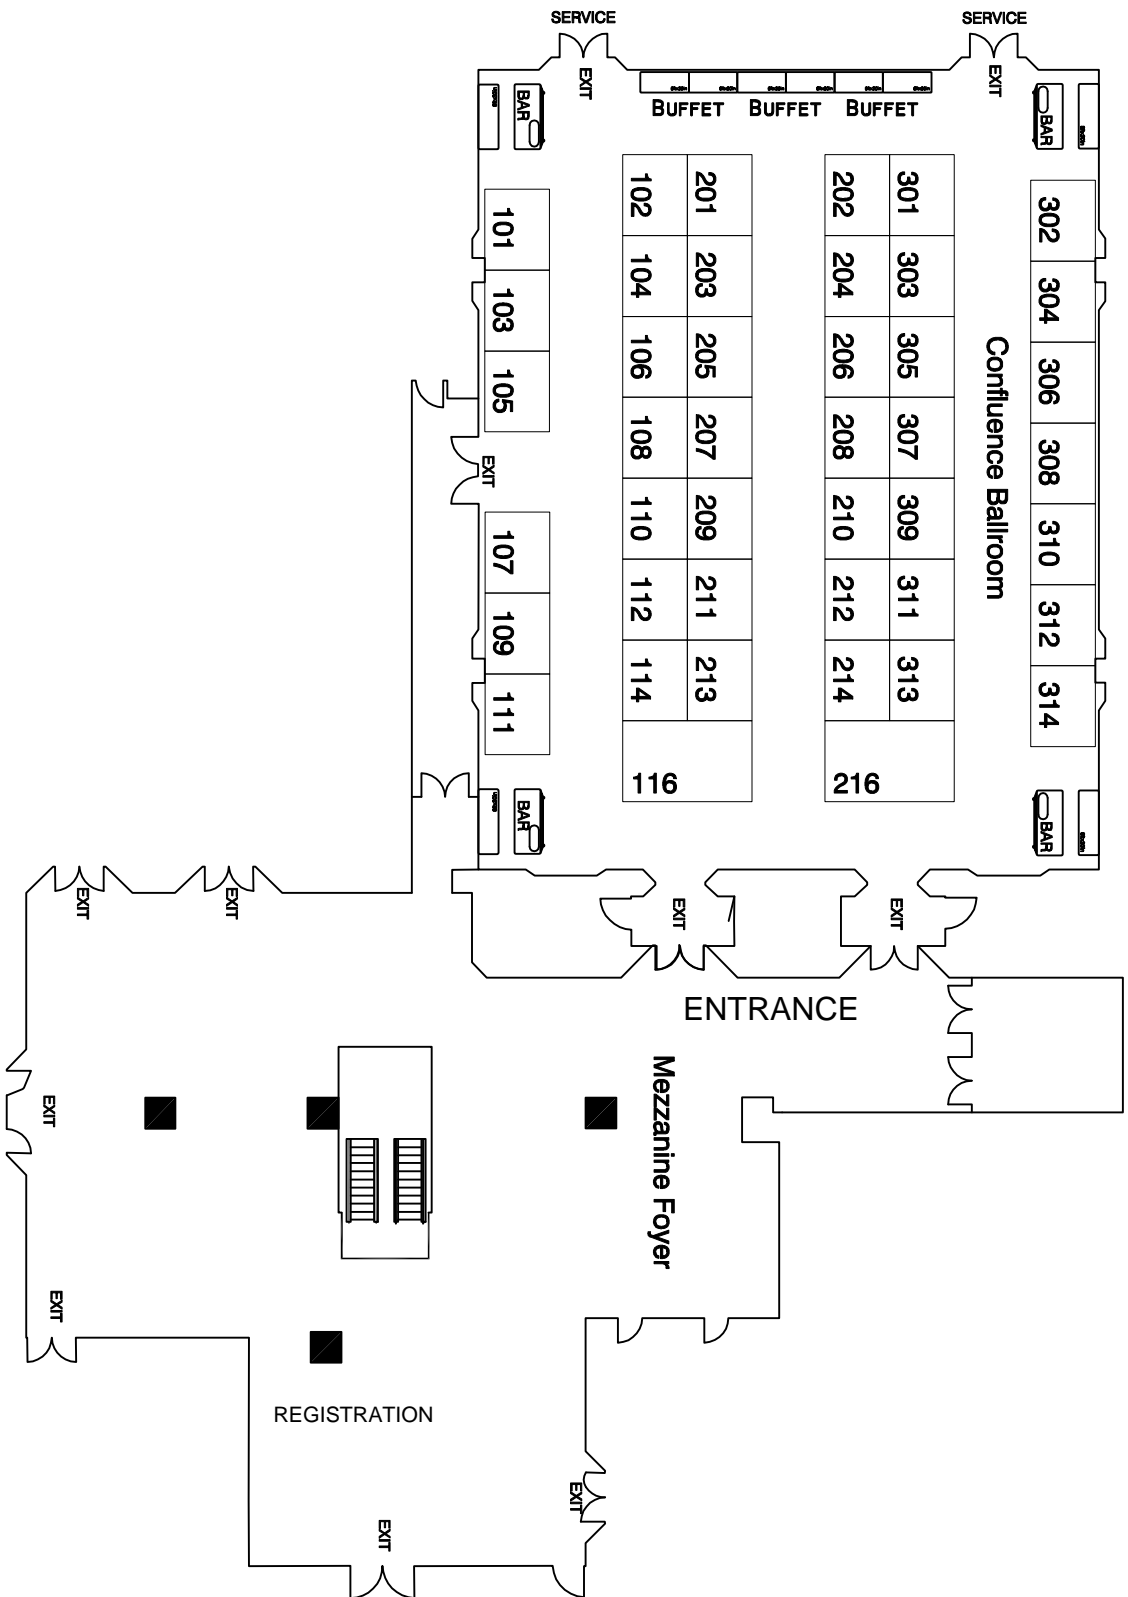 SERVICE
SERVICE
EXIT
EXIT
BUFFET BUFFET BUFFET
BAR
BAR
102 201 202 301
101 302
104 203 204 303
103 304
106 205 206 305
105 306
Confluence Ballroom
108 207 208 307
308
EXIT
110 209 210 309
107 310
112 211 212 311
109 312
114 213 214 313
111 314
116 216
BAR
BAR
EXIT
EXIT
EXIT
EXIT
ENTRANCE
Mezzanine Foyer
EXIT
EXIT
REGISTRATION
EXIT
EXIT